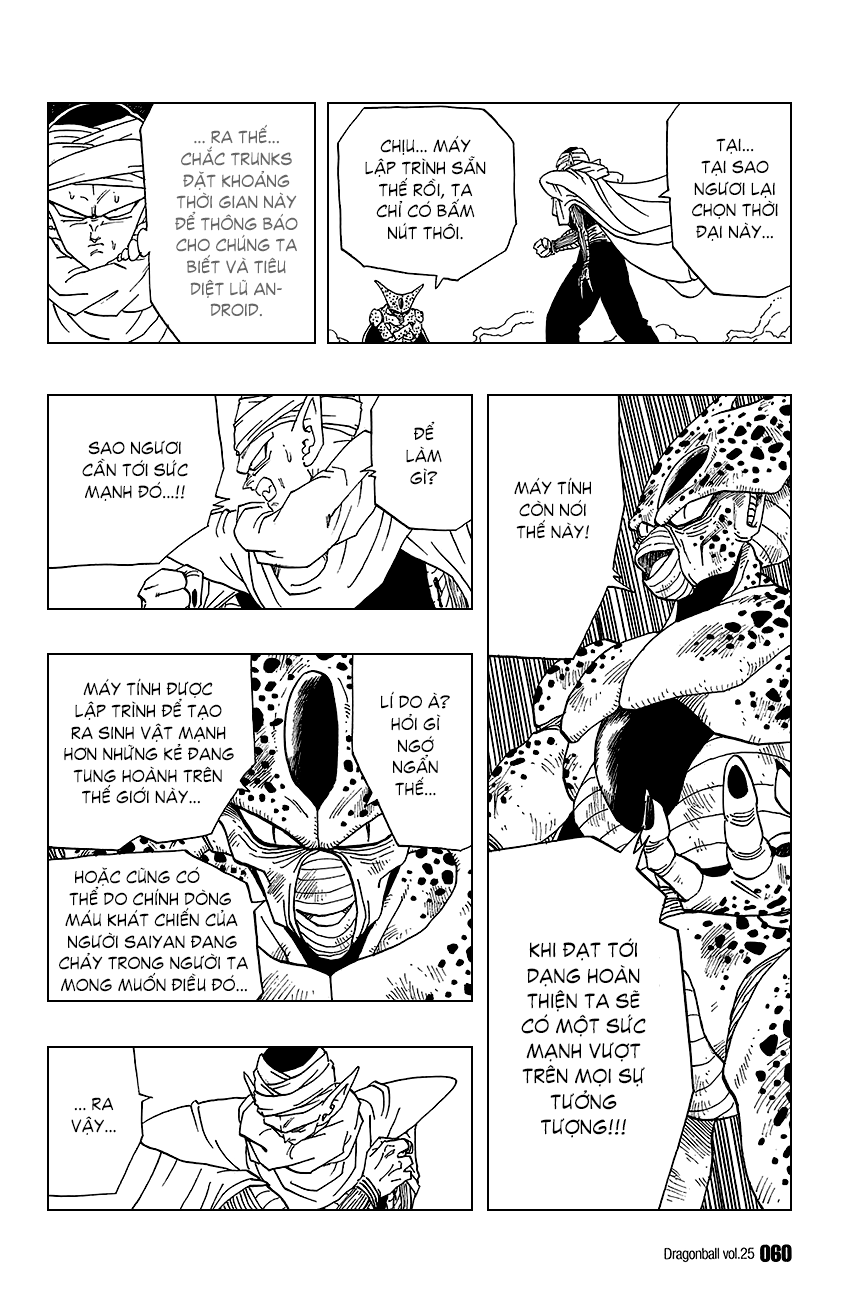 TẠI...
TẠI SAO
NGƯƠI LẠI
CHỌN THỜI
ĐẠI NÀY...
CHỊU... MÁY
LẬP TRÌNH SẴN
THẾ RỒI, TA
CHỈ CÓ BẤM
NÚT THÔI.
... RA THẾ...
CHẮC TRUNKS
ĐẶT KHOẢNG
THỜI GIAN NÀY
ĐỂ THÔNG BÁO
CHO CHÚNG TA
BIẾT VÀ TIÊU
DIỆT LŨ AN-
DROID.
MÁY TÍNH
CÒN NÓI
THẾ NÀY!
KHI ĐẠT TỚI
DẠNG HOÀN
THIỆN TA SẼ
CÓ MỘT SỨC
MẠNH VƯỢT
TRÊN MỌI SỰ
TƯỞNG
TƯỢNG!!!
ĐỂ
LÀM
GÌ?
SAO NGƯƠI
CẦN TỚI SỨC
MẠNH ĐÓ...!!
LÍ DO À?
HỎI GÌ
NGỚ
NGẨN
THẾ...
MÁY TÍNH ĐƯỢC
LẬP TRÌNH ĐỂ TẠO
RA SINH VẬT MẠNH
HƠN NHỮNG KẺ ĐANG
TUNG HOÀNH TRÊN
THẾ GIỚI NÀY...
HOẶC CŨNG CÓ
THỂ DO CHÍNH DÒNG
MÁU KHÁT CHIẾN CỦA
NGƯỜI SAIYAN ĐANG
CHẢY TRONG NGƯỜI TA
MONG MUỐN ĐIỀU ĐÓ...
... RA
VẬY...
Dragonball vol.25 060